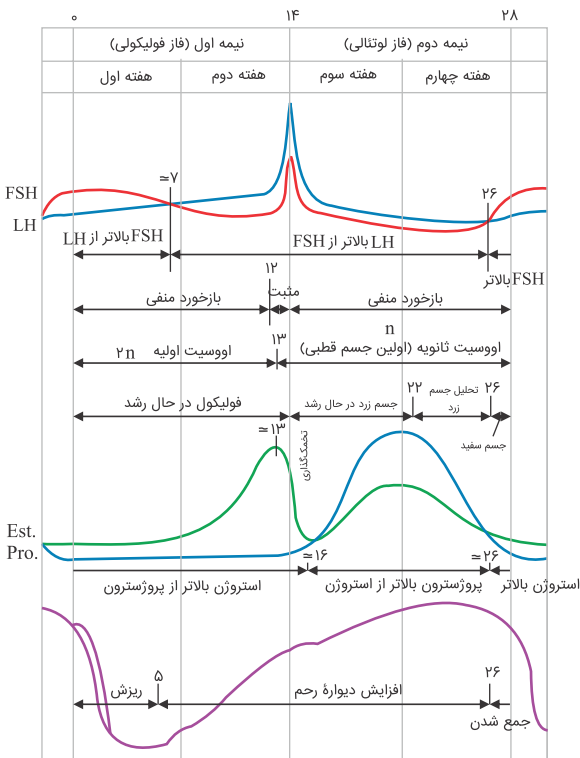 ۰ ۱۴ ۲۸
نیمه اول (فاز فولیکولی) نیمه دوم (فاز لوتئالی)
هفته اول هفته دوم هفته سوم هفته چهارم
≃۷
FSH
۲۶
LH
FSH بالاتر از LH
LH بالاتر از FSH
FSH بالاتر
۱۲
مثبت
بازخورد منفی
بازخورد منفی
n
۱۳
اووسیت ثانویه (اولین جسم قطبی)
۲n اووسیت اولیه
۲۲ ۲۶
تحلیل جسم
زرد
فولیکول در حال رشد
جسم زرد در حال رشد
≃۱۳
تخمک‌گذاری
جسم سفید
Est.
Pro.
≃۱۶
≃۲۶
استروژن بالاتر از پروژسترون
پروژسترون بالاتر از استروژن
استروژن بالاتر
۵
۲۶
ریزش
افزایش دیوارهٔ رحم
جمع شدن